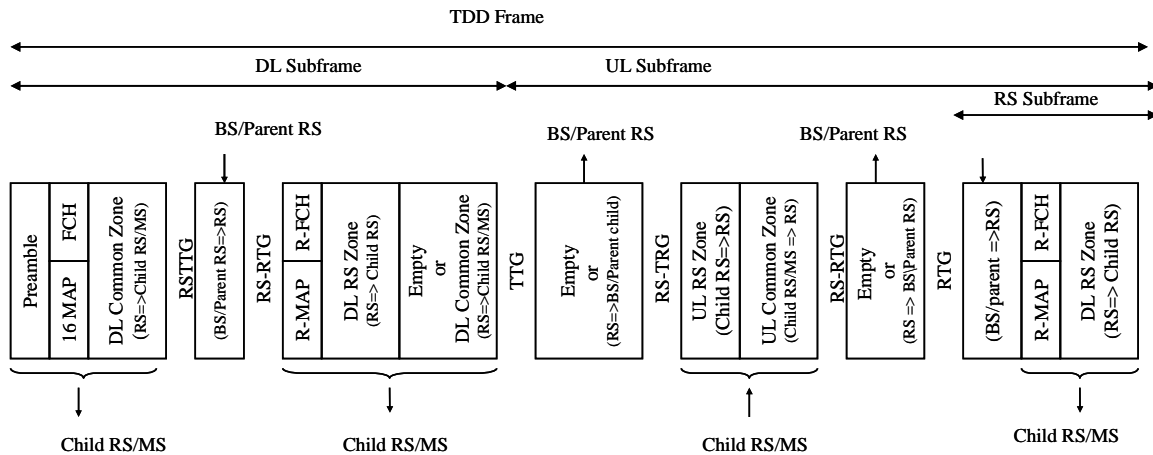 TDD Frame
DL Subframe
UL Subframe
RS Subframe
BS/Parent RS
BS/Parent RS
BS/Parent RS
Preamble
FCH
16 MAP
DL Common Zone
(RS=>Child RS/MS)
RSTTG
(BS/Parent RS=>RS)
RS-RTG
R-FCH
R-MAP
DL RS Zone
(RS=> Child RS)
Empty
or
DL Common Zone
(RS=>Child RS/MS)
TTG
Empty
or
(RS=>BS/Parent child)
RS-TRG
UL RS Zone
(Child RS=>RS)
UL Common Zone
(Child RS/MS => RS)
RS-RTG
Empty
or
(RS => BS\Parent RS)
RTG
(BS/parent =>RS)
R-FCH
R-MAP
DL RS Zone
(RS=> Child RS)
Child RS/MS
Child RS/MS
Child RS/MS
Child RS/MS